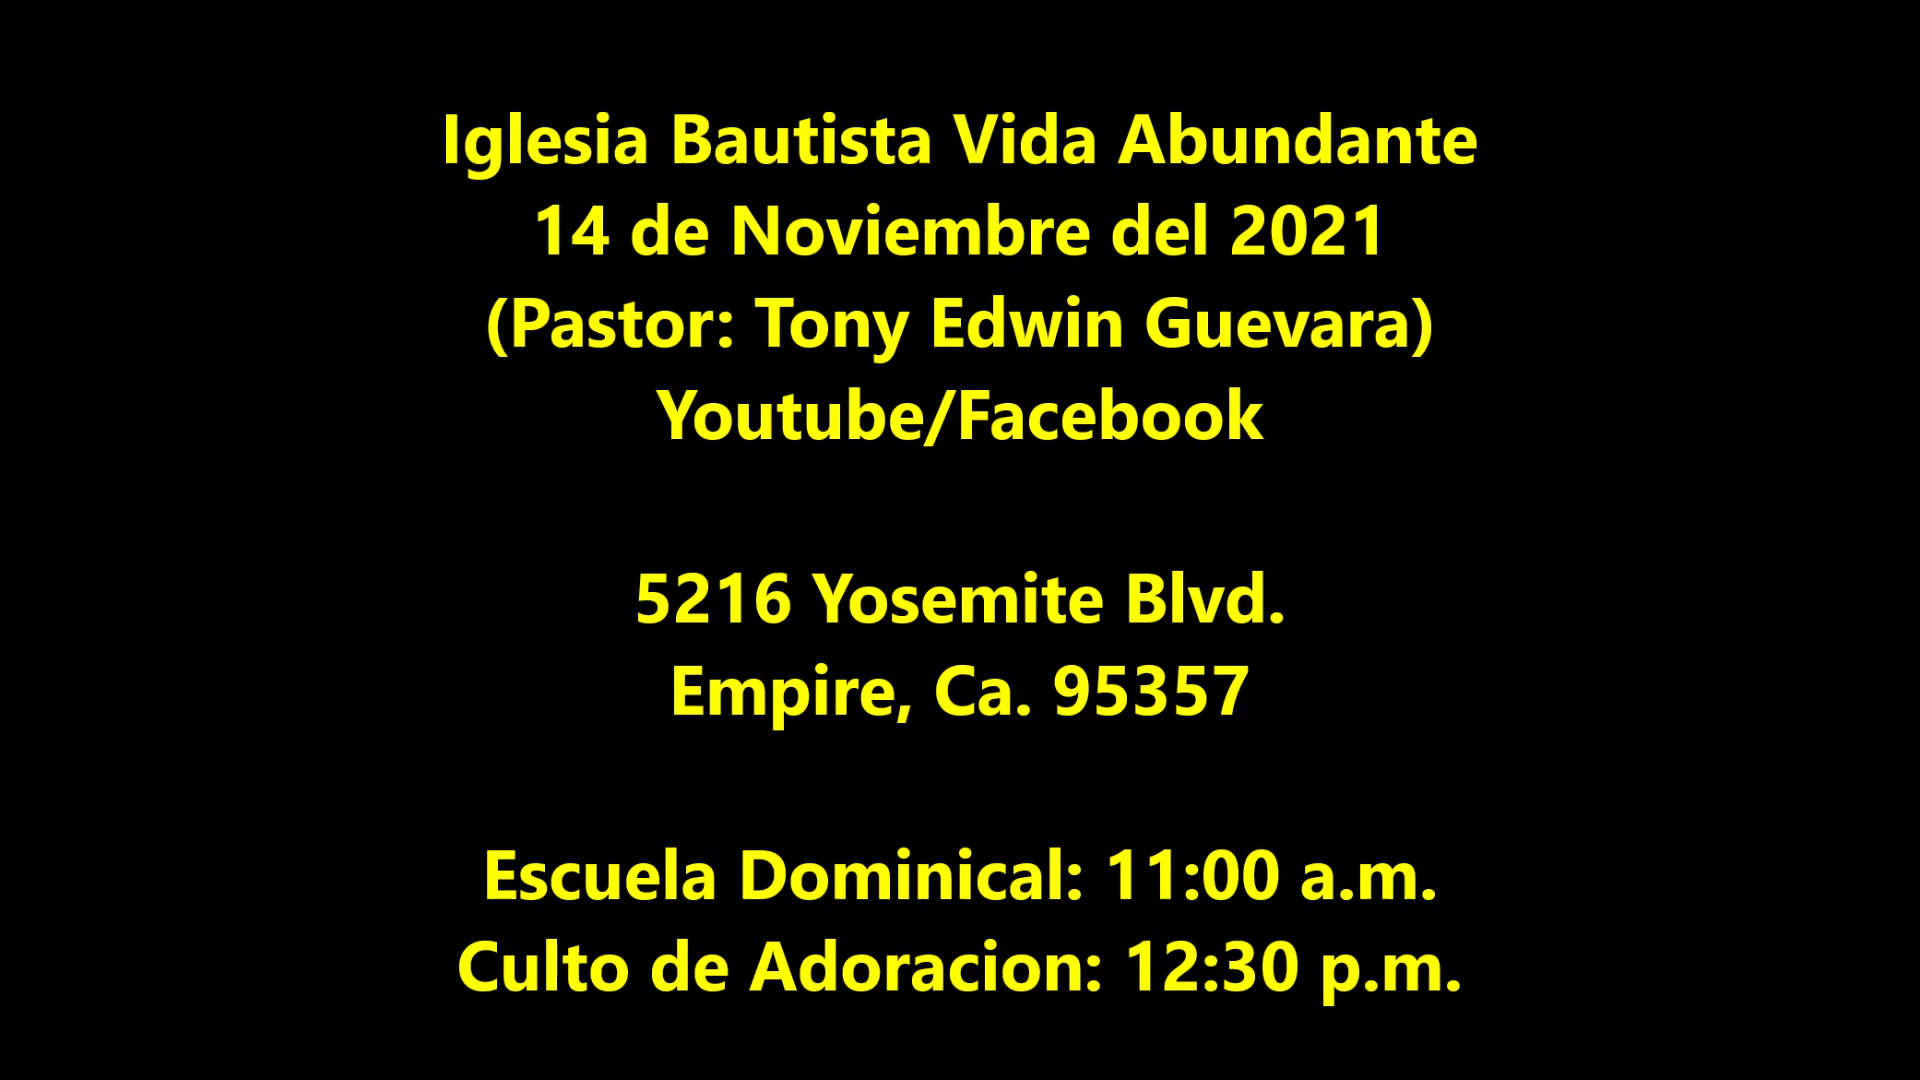 Iglesia Bautista Vida Abundante
14 de Noviembre del 2021
(Pastor: Tony Edwin Guevara)
Youtube/Facebook
5216 Yosemite Blvd.
Empire, Ca. 95357
Escuela Dominical: 11:00 a.m.
Culto de Adoracion: 12:30 p.m.